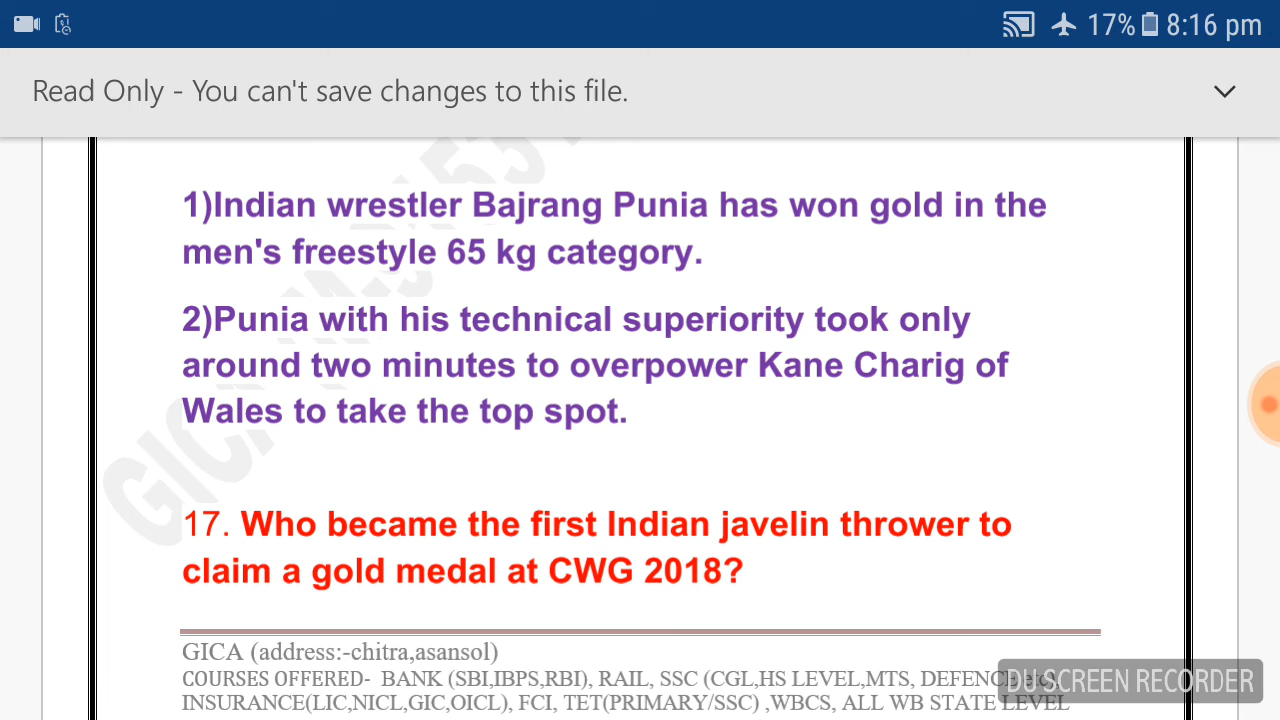 17% 8:16 pm
Read Only - You can't save changes to this file.
1)Indian wrestler Bajrang Punia has won gold in the
men's freestyle 65 kg category.
2)Punia with his technical superiority took only
around two minutes to overpower Kane Charig of
Wales to take the top spot.
17. Who became the first Indian javelin thrower to
claim a gold medal at CWG 2018?
GICA (address:-chitra,asansol)
COURSES OFFERED- BANK (SBI,IBPS,RBI), RAIL, SSC (CGL,HS LEVEL,MTS, DEFENCE etc
DU SCREEN RECORDER
INSURANCE(LIC,NICL,GIC,OICL), FCI, TET(PRIMARY/SSC) ,WBCS, ALL WB STATE LEVEL